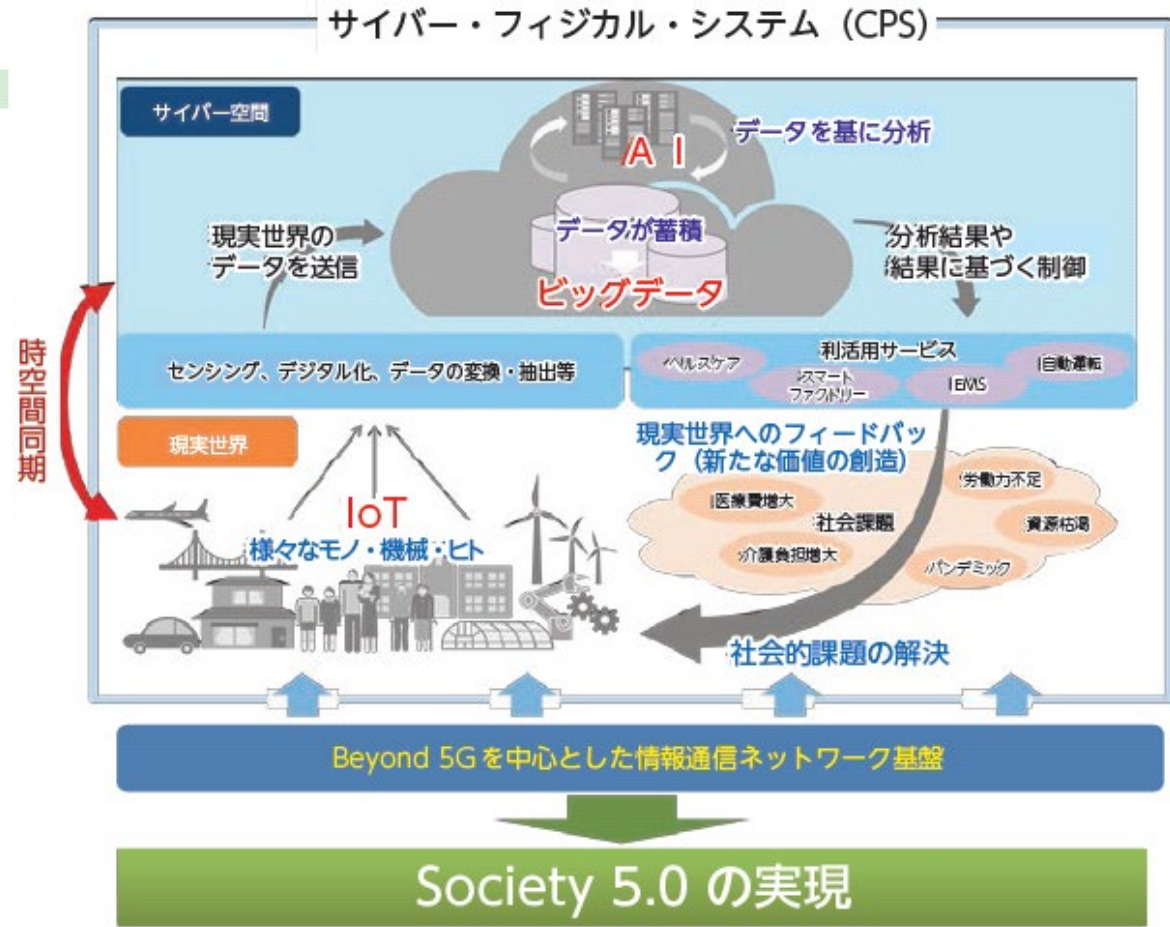 サイバー・フィジカル・システム（CPS）
サイバー空間
データを基に分析
AI
現実世界の
データを送信
データが蓄積
ビッグデータ
分析結果や
結果に基づく制御
時空間同期
センシング、デジタル化、データの変換・抽出等
利活用サービス
ヘルスケア
スマート
ファクトリー
EMS
自動運転
現実世界
IoT
様々なモノ・機械・ヒト
現実世界へのフィードバッ
ク（新たな価値の創造）
労働力不足
医療費増大
社会課題
資源枯渇
介護負担増大
パンデミック
社会的課題の解決
Beyond 5Gを中心とした情報通信ネットワーク基盤
Society 5.0 の実現